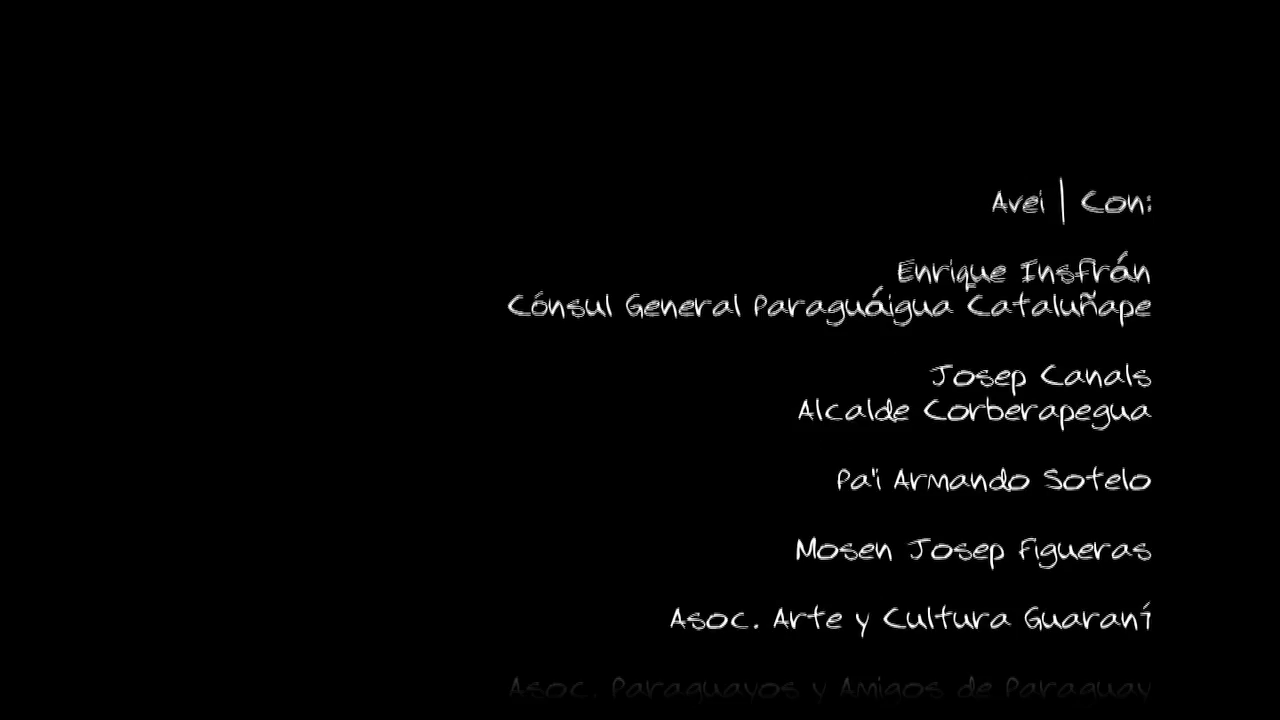 Avei | Con:
Enrique Insfrán
Cónsul General Paraguáigua Cataluñape
Josep Canals
Alcalde Corberapegua
Pa'i Armando Sotelo
Mosen Josep Figueras
Asoc. Arte y Cultura Guaraní
Asoc. Paraguayos y Amigos de Paraguay